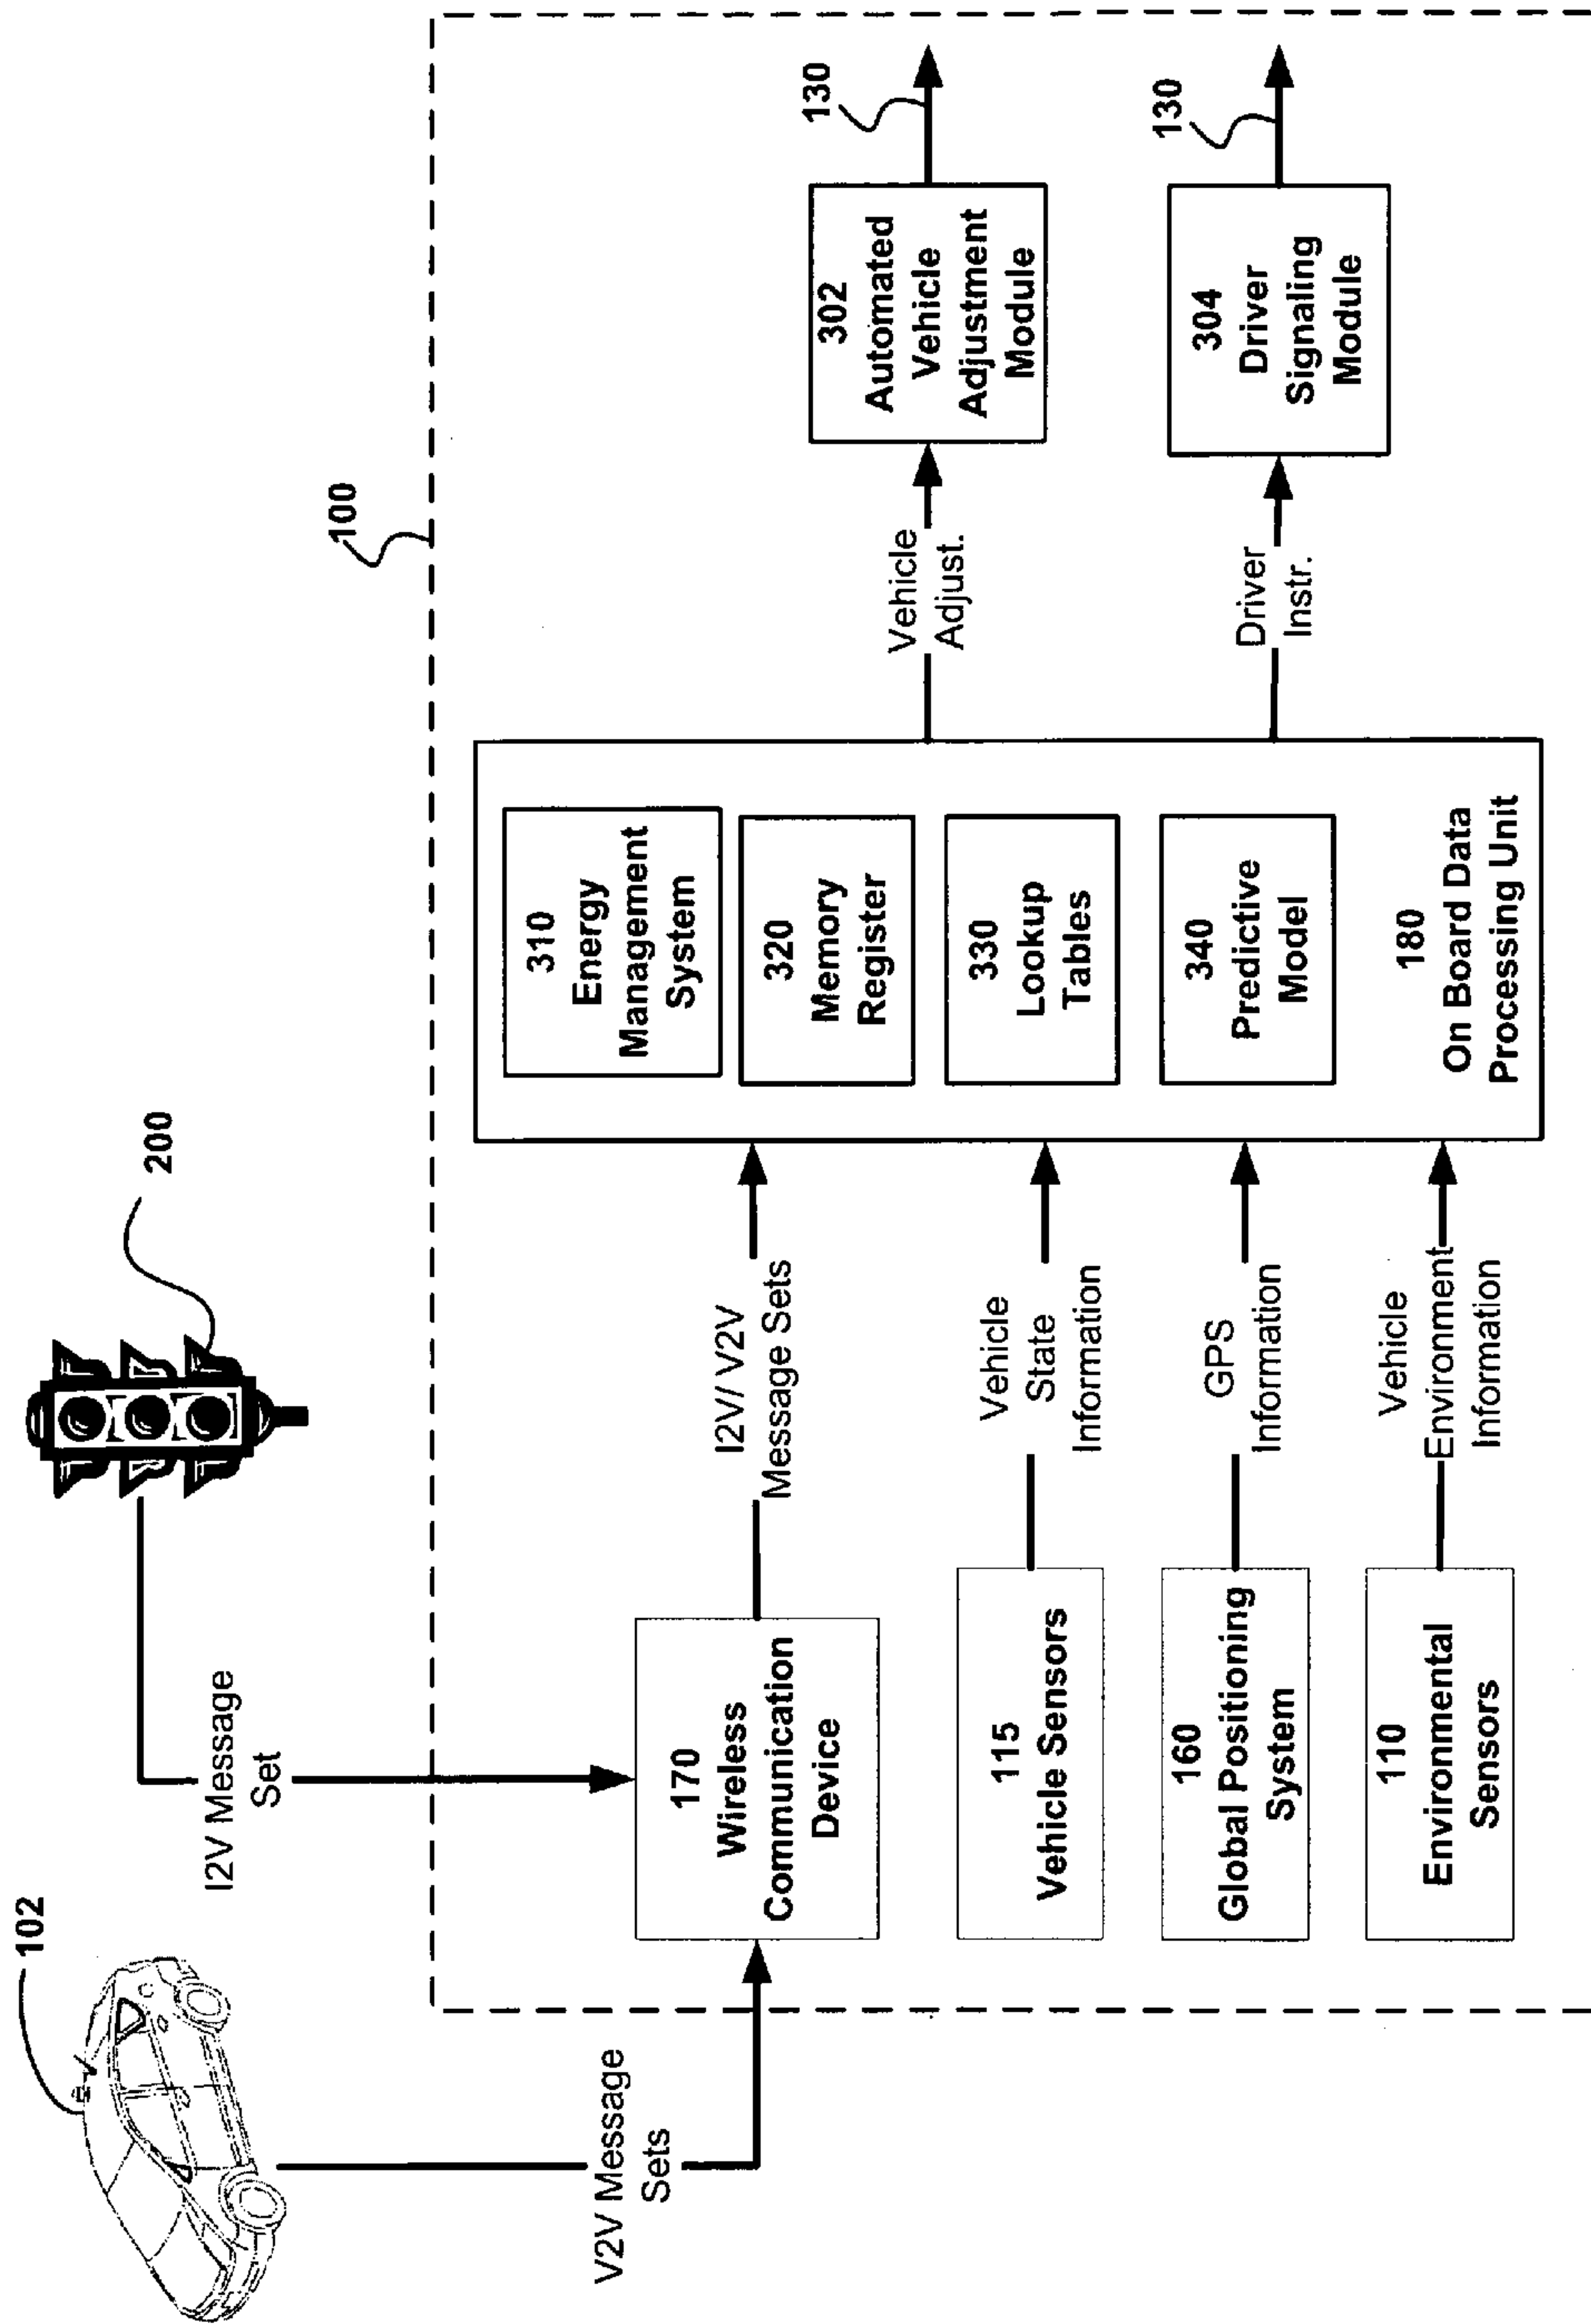 102
200
I2V Message
Set
V2V Message
Sets
100
170
Wireless
Communication
Device
I2V/ V2V
Message Sets
115
Vehicle Sensors
Vehicle
State
Information
160
Global Positioning
System
GPS
Information
110
Environmental
Sensors
Vehicle
Environment
Information
310
Energy
Management
System
320
Memory
Register
330
Lookup
Tables
340
Predictive
Model
180
On Board Data
Processing Unit
Vehicle
Adjust.
302
Automated
Vehicle
Adjustment
Module
130
Driver
Instr.
304
Driver
Signaling
Module
130